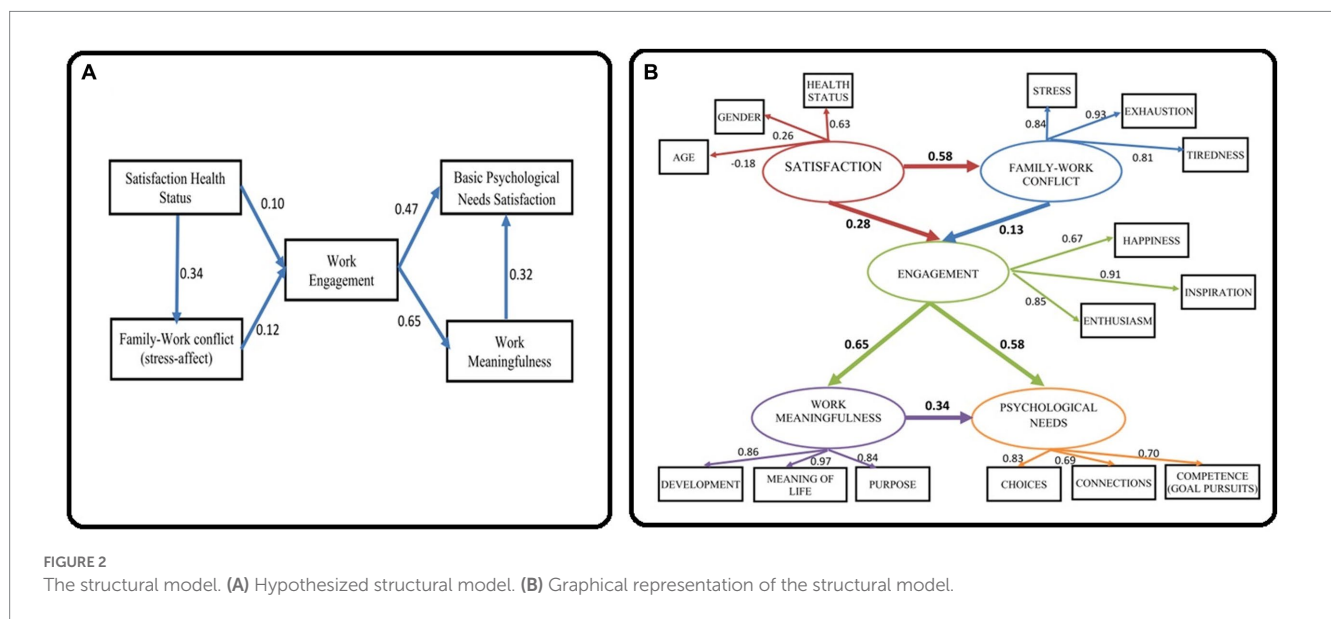 A
Satisfaction Health
Status
0.10
0.34
Family-Work conflict
(stress-affect)
0.12
Work
Engagement
0.47
0.65
Basic Psychological
Needs Satisfaction
0.32
Work
Meaningfulness
B
HEALTH
STATUS
GENDER
AGE
0.63
0.26
-0.18
SATISFACTION
STRESS
EXHAUSTION
TIREDNESS
0.84
0.93
0.81
0.58
FAMILY-WORK
CONFLICT
0.28
0.13
ENGAGEMENT
0.67
HAPPINESS
0.91
INSPIRATION
0.85
ENTHUSIASM
0.65
0.58
WORK
MEANINGFULNESS
0.34
PSYCHOLOGICAL
NEEDS
0.86
0.97
0.84
DEVELOPMENT
MEANING OF
LIFE
PURPOSE
0.83
0.69
0.70
CHOICES
CONNECTIONS
COMPETENCE
(GOAL PURSUITS)
FIGURE 2
The structural model. (A) Hypothesized structural model. (B) Graphical representation of the structural model.